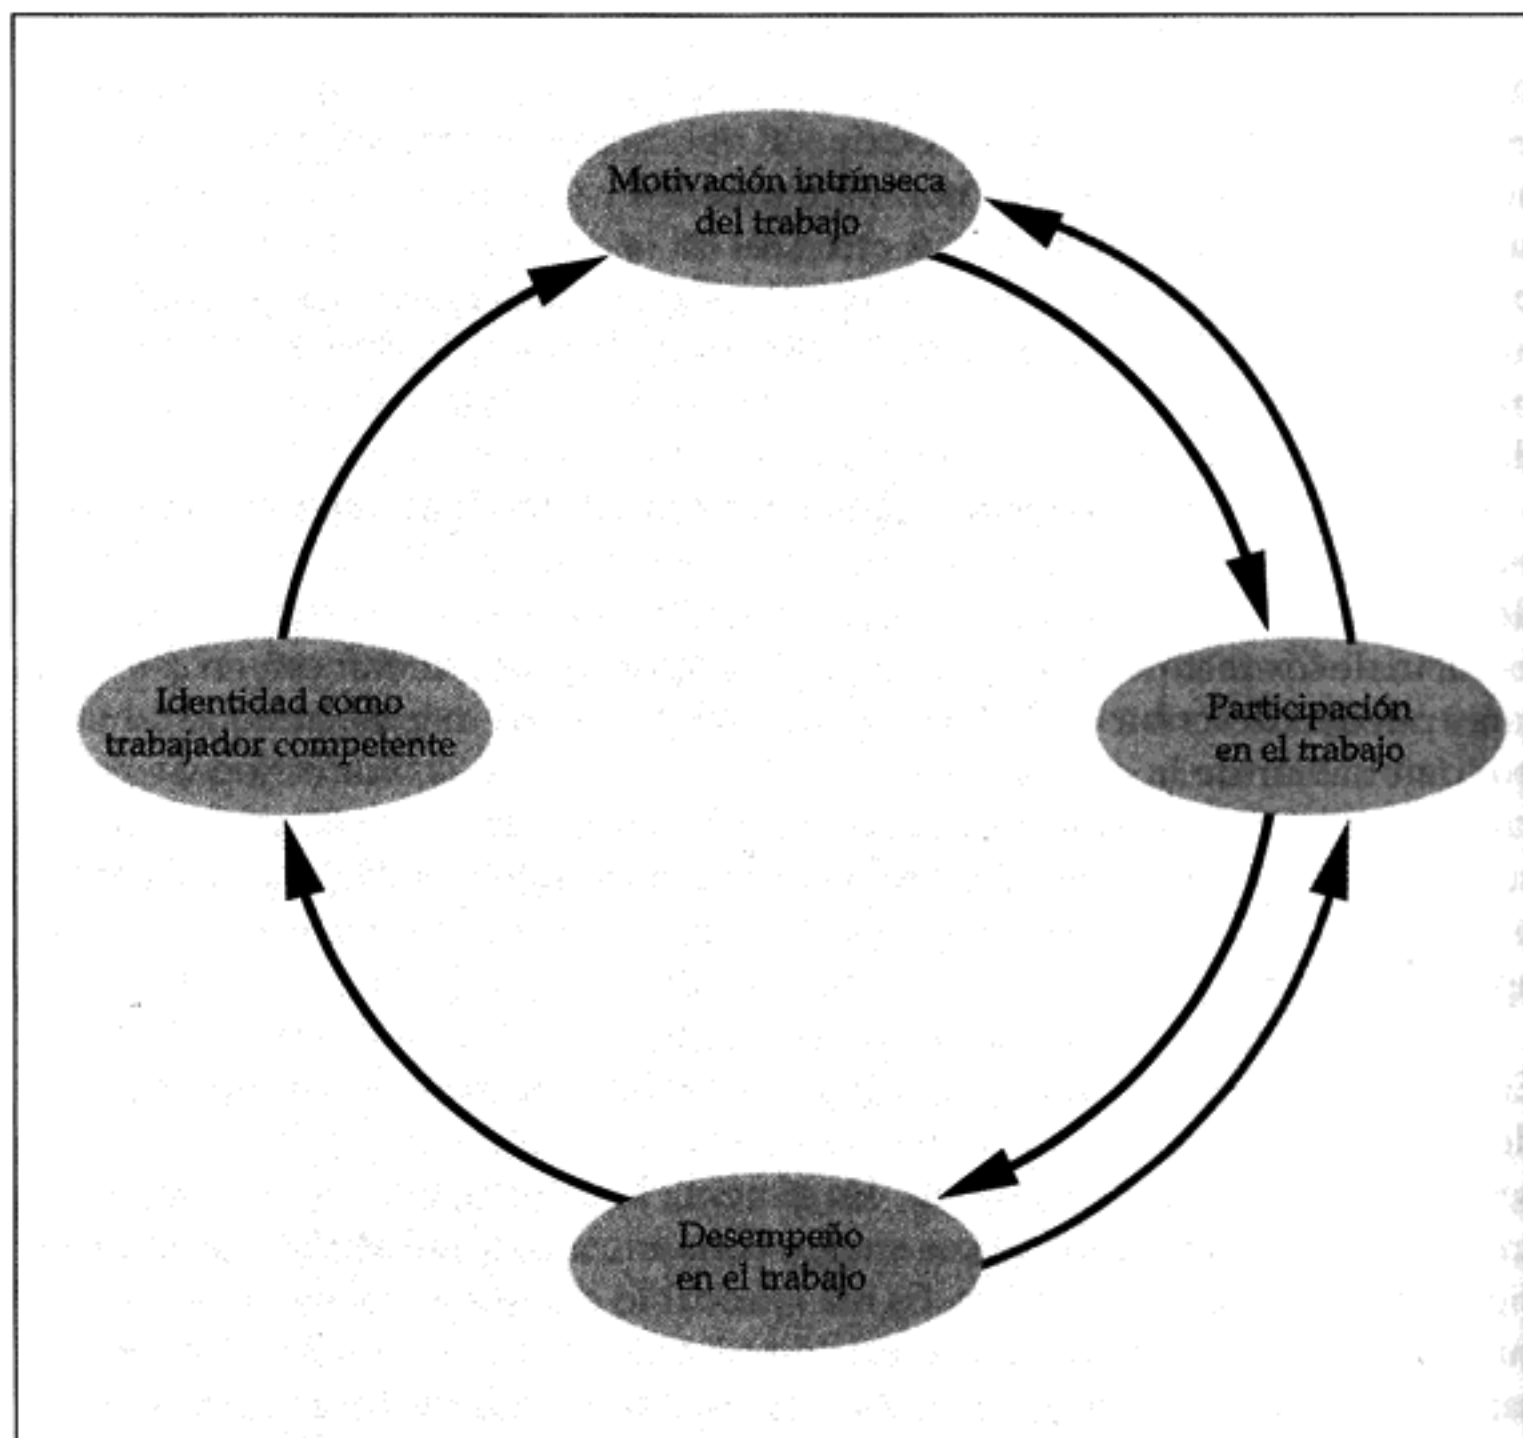 Motivación intrínseca
del trabajo
Identidad como
trabajador competente
Participación
en el trabajo
Desempeño
en el trabajo